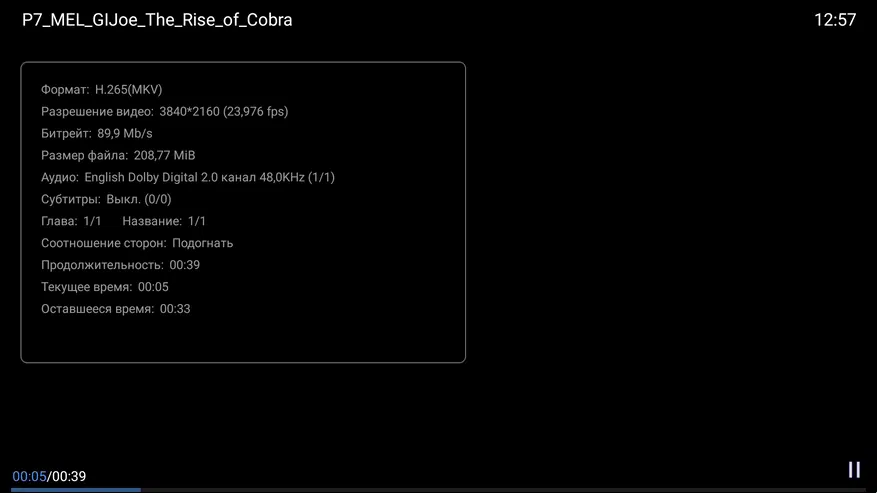 P7_MEL_GIJoe_The_Rise_of_Cobra
12:57
Формат: H.265(MKV)
Разрешение видео: 3840*2160 (23,976 fps)
Битрейт: 89,9 Mb/s
Размер файла: 208,77 MiB
Аудио: English Dolby Digital 2.0 канал 48,0KHz (1/1)
Субтитры: Выкл. (0/0)
Глава: 1/1 Название: 1/1
Соотношение сторон: Подогнать
Продолжительность: 00:39
Текущее время: 00:05
Оставшееся время: 00:33
00:05/00:39